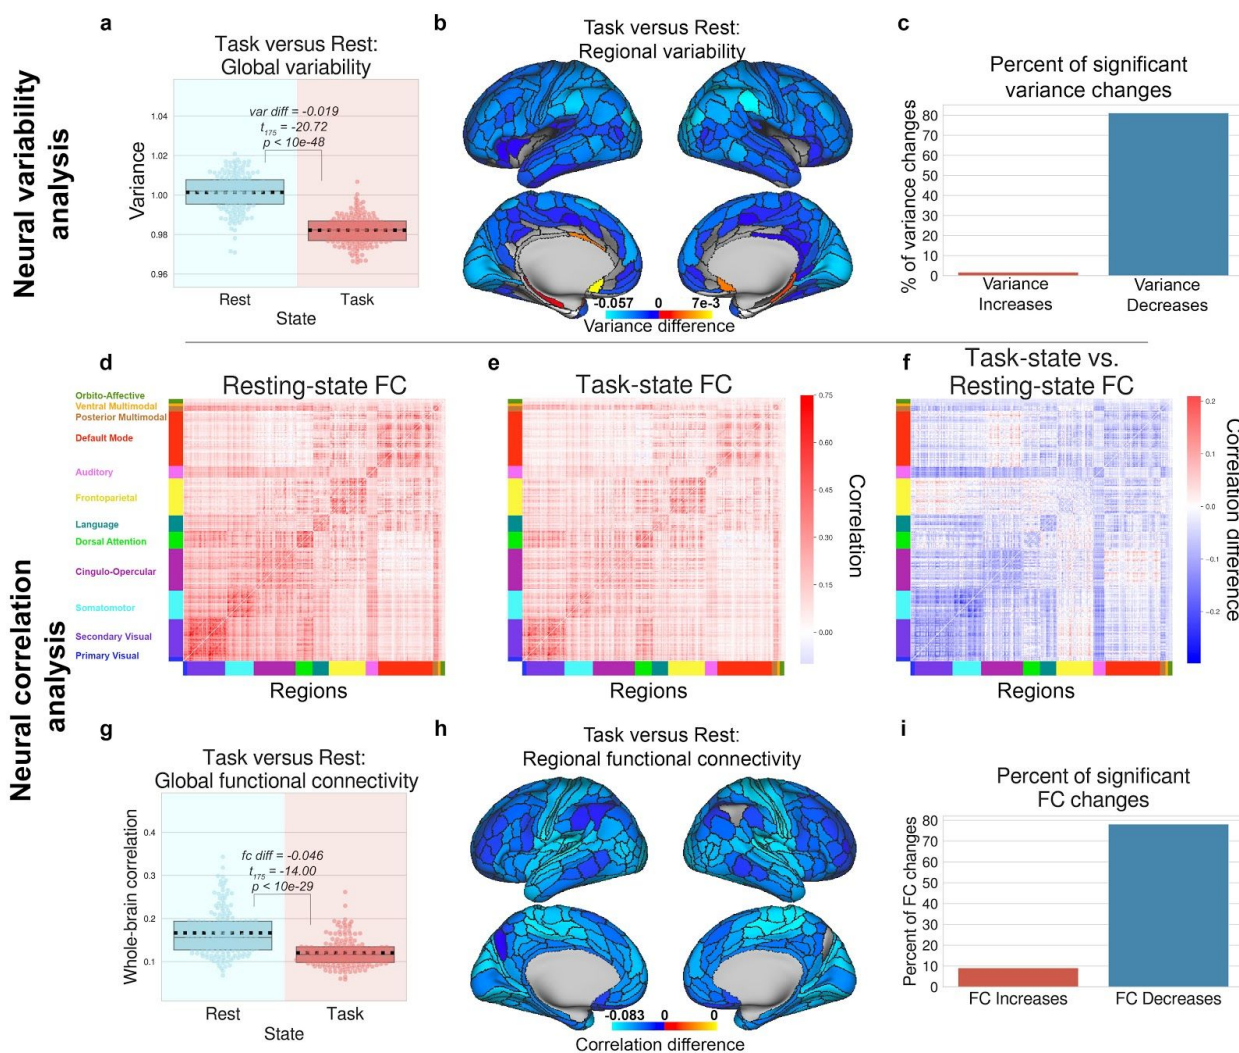 Neural variability
analysis
a
Task versus Rest:
Global variability
var diff = -0.019
t175 = -20.72
p < 10e-48
Variance
1.04
1.02
1.00
0.98
0.96
Rest
Task
State
b
Task versus Rest:
Regional variability
-0.057
0
7e-3
Variance difference
c
Percent of significant
variance changes
% of variance changes
80
70
60
50
40
30
20
10
0
Variance
Increases
Variance
Decreases
Neural correlation
analysis
d
Resting-state FC
Orbito-Affective
Ventral Multimodal
Posterior Multimodal
Default Mode
Auditory
Frontoparietal
Language
Dorsal Attention
Cingulo-Opercular
Somatomotor
Secondary Visual
Primary Visual
Regions
e
Task-state FC
Regions
0.75
0.60
0.45
0.30
0.15
0.00
Correlation
f
Task-state vs.
Resting-state FC
Regions
0.2
0.1
0.0
-0.1
-0.2
Correlation difference
g
Task versus Rest:
Global functional connectivity
fc diff = -0.046
t175 = -14.00
p < 10e-29
Whole-brain correlation
0.4
0.3
0.2
0.1
Rest
Task
State
h
Task versus Rest:
Regional functional connectivity
-0.083
0
0
Correlation difference
i
Percent of significant
FC changes
Percent of FC changes
80
70
60
50
40
30
20
10
0
FC Increases
FC Decreases